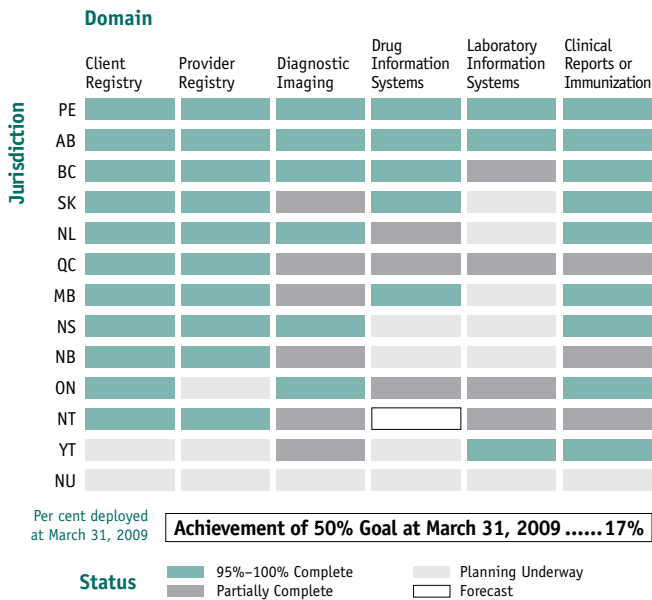 Domain
Client Registry
Provider Registry
Diagnostic Imaging
Drug Information Systems
Laboratory Information Systems
Clinical Reports or Immunization
Jurisdiction
PE
AB
BC
SK
NL
QC
MB
NS
NB
ON
NT
YT
NU
Per cent deployed
at March 31, 2009
Achievement of 50% Goal at March 31, 2009 ......17%
Status
95%–100% Complete
Partially Complete
Planning Underway
Forecast